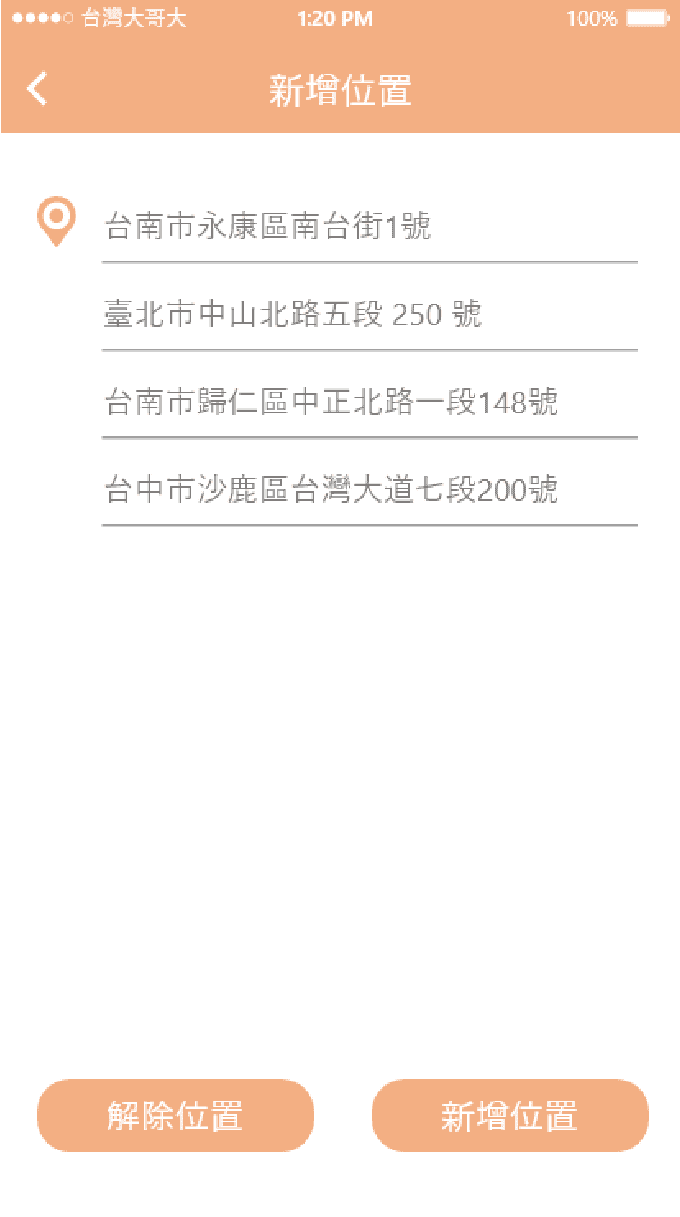 台灣大哥大 1:20 PM 100%
新增位置
台南市永康區南台街1號
臺北市中山北路五段 250 號
台南市歸仁區中正北路一段148號
台中市沙鹿區台灣大道七段200號
解除位置 新增位置